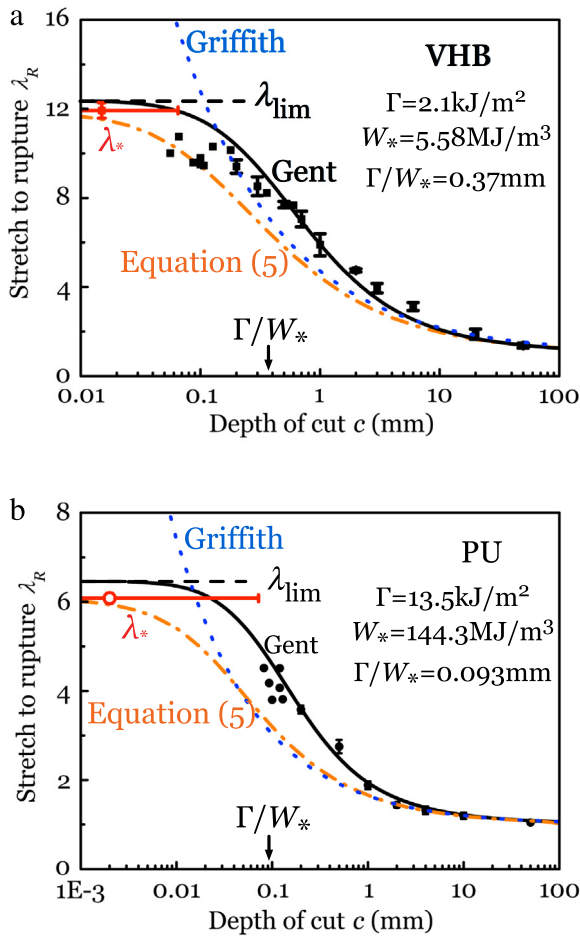 a
16
12
8
4
0
Stretch to rupture λR
Griffith
VHB
λlim
Γ=2.1kJ/m²
W*=5.58MJ/m³
Γ/W*=0.37mm
λ*
Gent
Equation (5)
Γ/W*
0.01 0.1 1 10 100
Depth of cut c (mm)
b
8
6
4
2
0
Stretch to rupture λR
Griffith
PU
λlim
Γ=13.5kJ/m²
W*=144.3MJ/m³
Γ/W*=0.093mm
λ*
Gent
Equation (5)
Γ/W*
1E-3 0.01 0.1 1 10 100
Depth of cut c (mm)